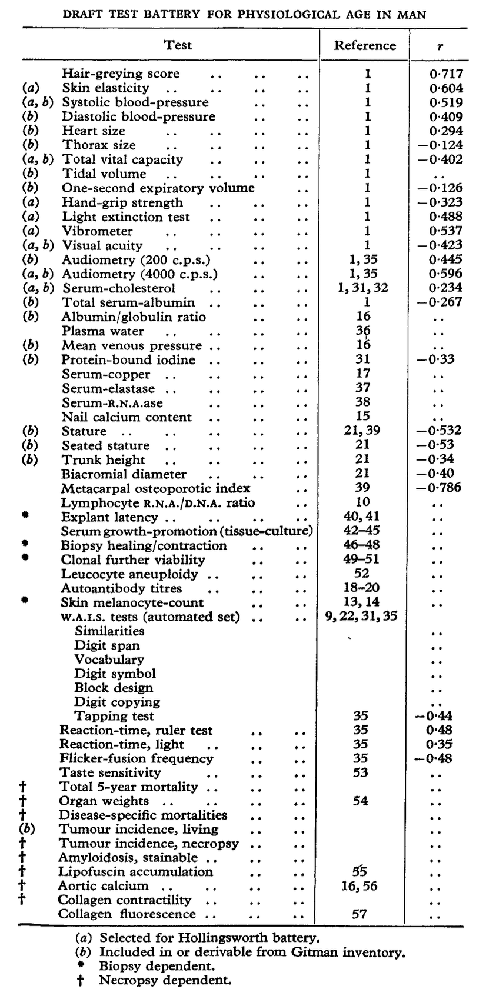 DRAFT TEST BATTERY FOR PHYSIOLOGICAL AGE IN MAN
Test Reference r
Hair-greying score .. .. .. 1 0·717
(a) Skin elasticity .. .. .. .. 1 0·604
(a, b) Systolic blood-pressure .. .. 1 0·519
(b) Diastolic blood-pressure .. .. 1 0·409
(b) Heart size .. .. .. .. 1 0·294
(b) Thorax size .. .. .. .. 1 —0·124
(a, b) Total vital capacity .. .. .. 1 —0·402
(b) Tidal volume .. .. .. .. 1 ..
(b) One-second expiratory volume .. 1 —0·126
(a) Hand-grip strength .. .. .. 1 —0·323
(a) Light extinction test .. .. .. 1 0·488
(a) Vibrometer .. .. .. .. 1 0·537
(a, b) Visual acuity .. .. .. .. 1 —0·423
(b) Audiometry (200 c.p.s.) .. .. 1, 35 0·445
(a, b) Audiometry (4000 c.p.s.) .. .. 1, 35 0·596
(a, b) Serum-cholesterol .. .. .. 1, 31, 32 0·234
(b) Total serum-albumin .. .. .. 1 —0·267
(b) Albumin/globulin ratio .. .. 16 ..
Plasma water .. .. .. .. 36 ..
(b) Mean venous pressure .. .. .. 16 ..
(b) Protein-bound iodine .. .. .. 31 —0·33
Serum-copper .. .. .. .. 17 ..
Serum-elastase .. .. .. .. 37 ..
Serum-R.N.A.ase .. .. .. 38 ..
Nail calcium content .. .. .. 15 ..
(b) Stature .. .. .. .. .. 21, 39 —0·532
(b) Seated stature .. .. .. .. 21 —0·53
(b) Trunk height .. .. .. .. 21 —0·34
Biacromial diameter .. .. .. 21 —0·40
Metacarpal osteoporotic index .. 39 —0·786
Lymphocyte R.N.A./D.N.A. ratio .. 10 ..
* Explant latency .. .. .. .. 40, 41 ..
Serum growth-promotion (tissue-culture) 42–45 ..
* Biopsy healing/contraction .. .. 46–48 ..
* Clonal further viability .. .. 49–51 ..
Leucocyte aneuploidy .. .. .. 52 ..
Autoantibody titres .. .. .. 18–20 ..
* Skin melanocyte-count .. .. 13, 14 ..
W.A.I.S. tests (automated set) .. .. 9, 22, 31, 35
Similarities ..
Digit span ..
Vocabulary ..
Digit symbol ..
Block design ..
Digit copying ..
Tapping test 35 —0·44
Reaction-time, ruler test .. .. 35 0·48
Reaction-time, light .. .. .. 35 0·35
Flicker-fusion frequency .. .. 35 —0·48
Taste sensitivity .. .. .. 53 ..
† Total 5-year mortality .. .. .. ..
† Organ weights .. .. .. .. 54 ..
† Disease-specific mortalities .. .. ..
(b) Tumour incidence, living .. .. ..
† Tumour incidence, necropsy .. .. ..
† Amyloidosis, stainable .. .. .. ..
† Lipofuscin accumulation .. .. 55 ..
† Aortic calcium .. .. .. .. 16, 56 ..
† Collagen contractility .. .. .. ..
Collagen fluorescence .. .. .. 57 ..
(a) Selected for Hollingsworth battery.
(b) Included in or derivable from Gitman inventory.
* Biopsy dependent.
† Necropsy dependent.